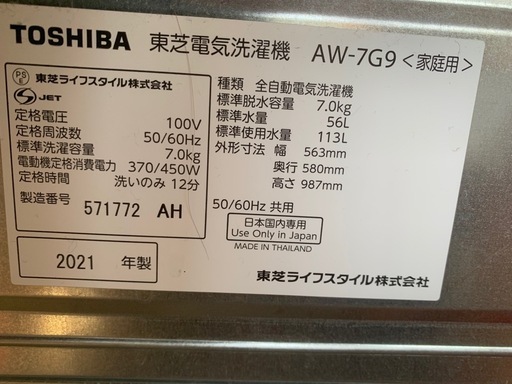 TOSHIBA 東芝電気洗濯機 AW-7G9<家庭用>
PS E 東芝ライフスタイル株式会社
S JET
定格電圧 100V
定格周波数 50/60Hz
標準洗濯容量 7.0kg
電動機定格消費電力 370/450W
定格時間 洗いのみ 12分
製造番号 571772 AH
2021 年製
種類 全自動電気洗濯機
標準脱水容量 7.0kg
標準水量 56L
標準使用水量 113L
外形寸法 幅 563mm
奥行 580mm
高さ 987mm
50/60Hz 共用
日本国内専用
Use Only in Japan
MADE IN THAILAND
東芝ライフスタイル株式会社